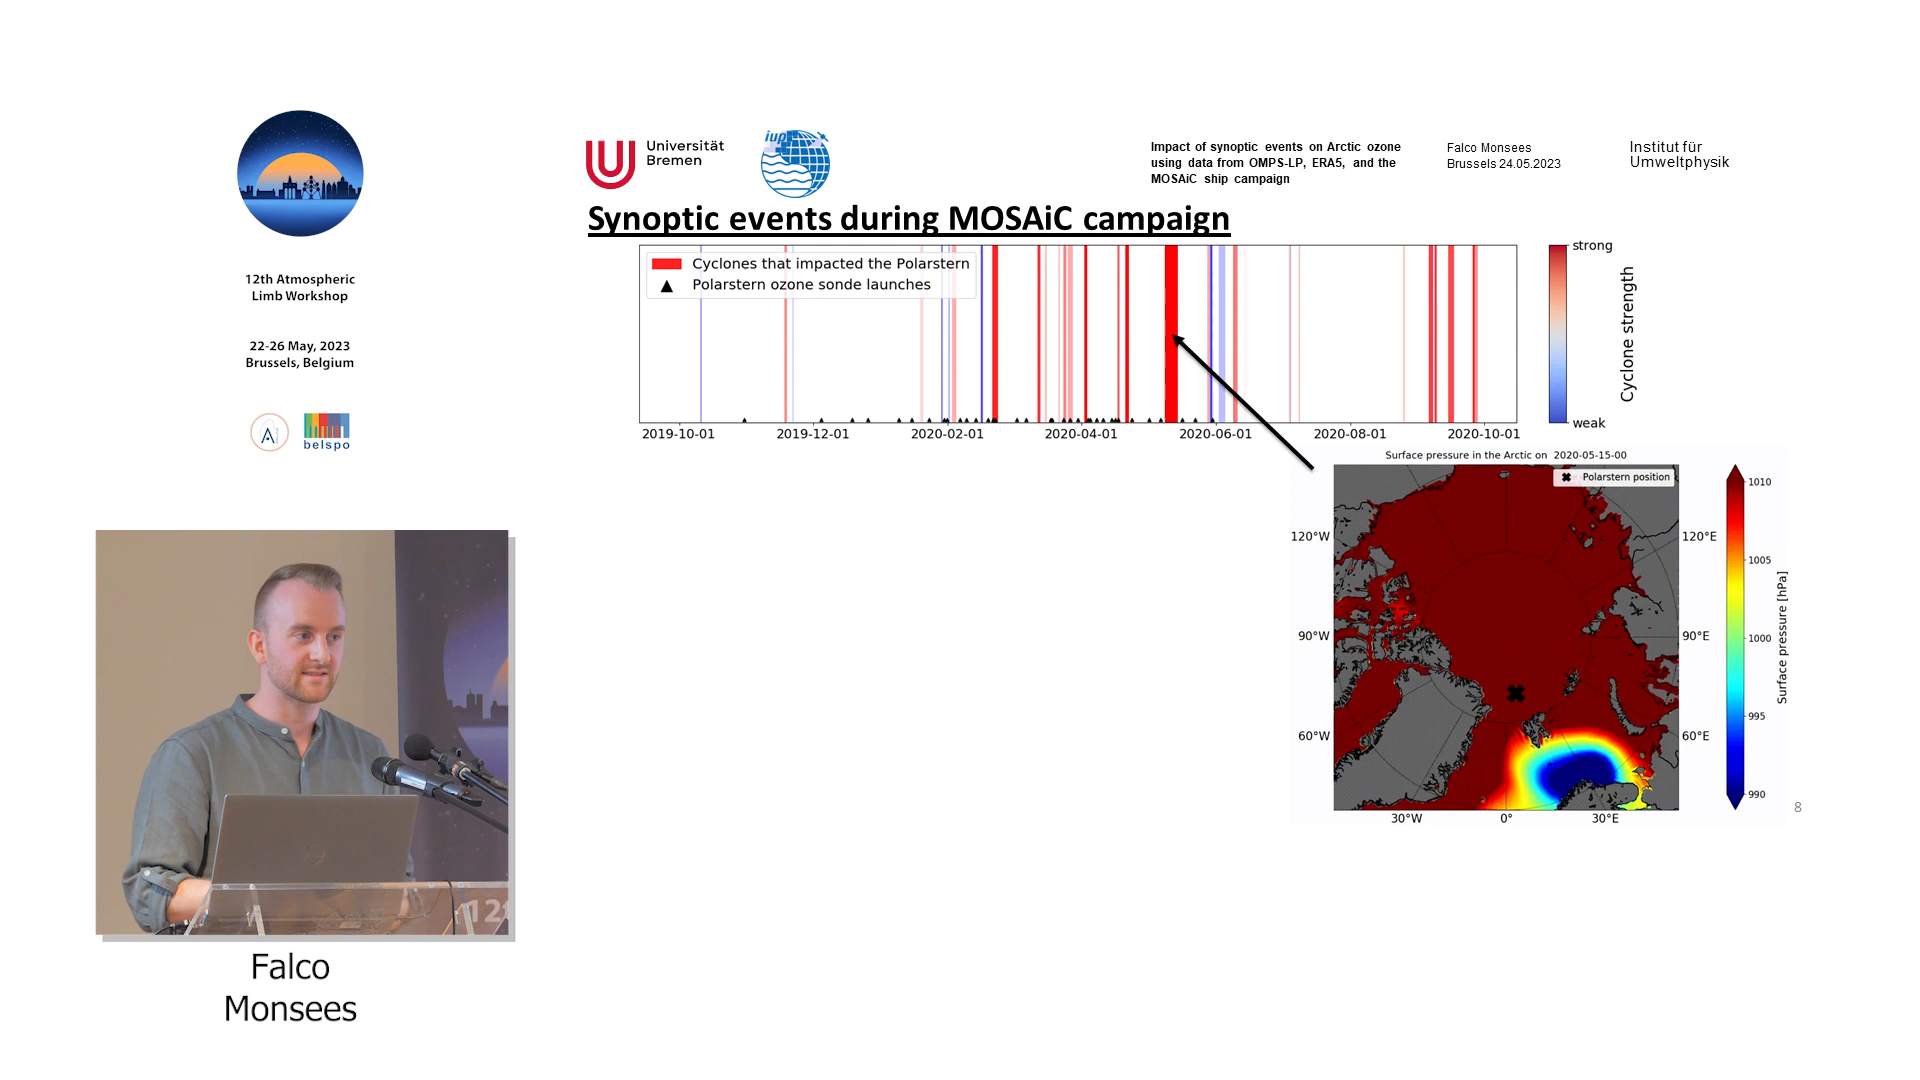 12th Atmospheric
Limb Workshop
22-26 May, 2023
Brussels, Belgium
A
belspo
Falco
Monsees
12
Universität
Bremen
iup
Impact of synoptic events on Arctic ozone
using data from OMPS-LP, ERA5, and the
MOSAiC ship campaign
Falco Monsees
Brussels 24.05.2023
Institut für
Umweltphysik
Synoptic events during MOSAiC campaign
Cyclones that impacted the Polarstern
Polarstern ozone sonde launches
2019-10-01
2019-12-01
2020-02-01
2020-04-01
2020-06-01
2020-08-01
2020-10-01
strong
weak
Cyclone strength
Surface pressure in the Arctic on 2020-05-15-00
Polarstern position
120°W
90°W
60°W
120°E
90°E
60°E
30°W
0°
30°E
1010
1005
1000
995
990
Surface pressure [hPa]
8